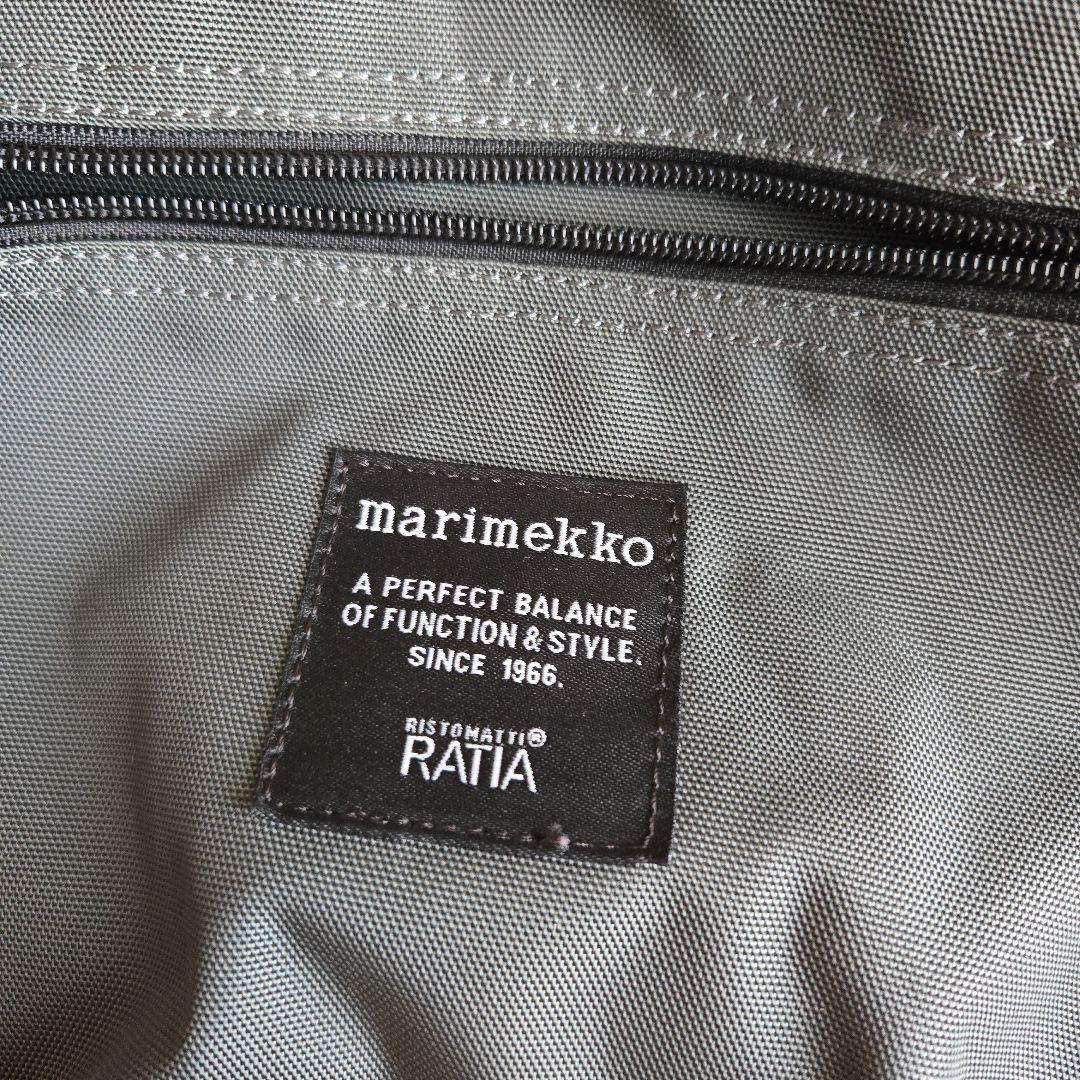 marimekko
A PERFECT BALANCE
OF FUNCTION & STYLE.
SINCE 1966.
RISTOMATTI®
RATIA